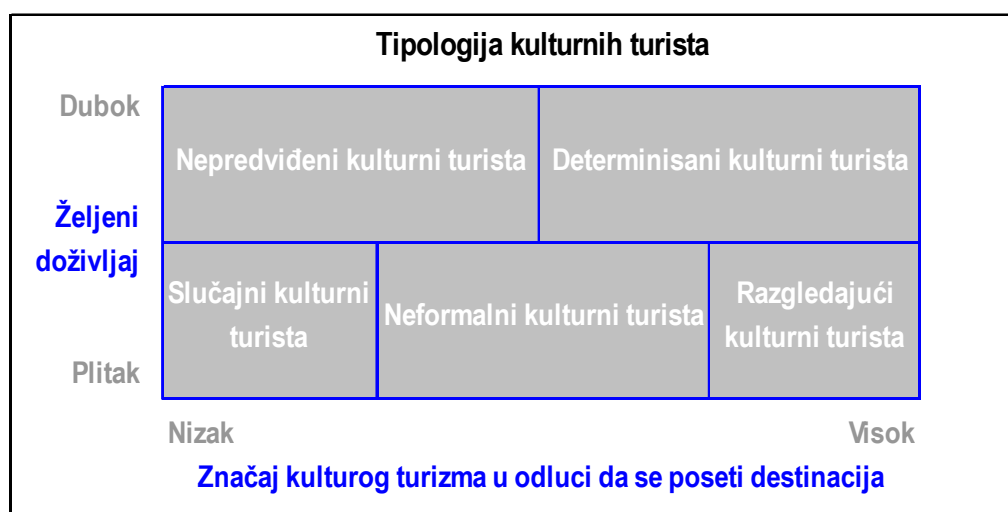 Tipologija kulturnih turista
Dubok
Nepredviđeni kulturni turista
Determinisani kulturni turista
Željeni
doživljaj
Slučajni kulturni
turista
Neformalni kulturni turista
Razgledajući
kulturni turista
Plitak
Nizak
Visok
Značaj kulturog turizma u odluci da se poseti destinacija